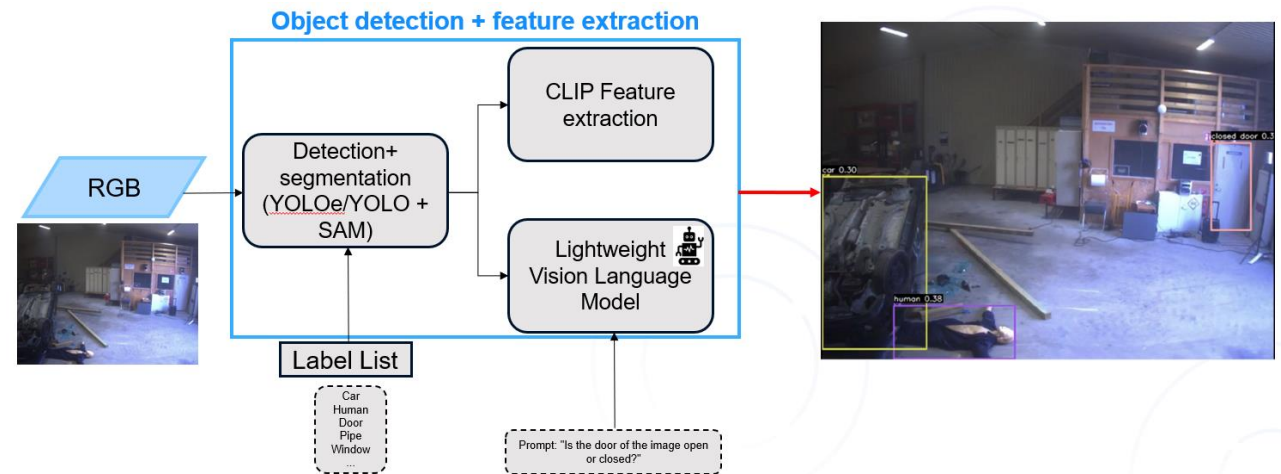 Object detection + feature extraction
RGB
Detection+
segmentation
(YOLOe/YOLO +
SAM)
CLIP Feature
extraction
Lightweight
Vision Language
Model
Label List
Car
Human
Door
Pipe
Window
...
Prompt: "Is the door of the image open
or closed?"
closed door 0.3
car 0.30
human 0.38